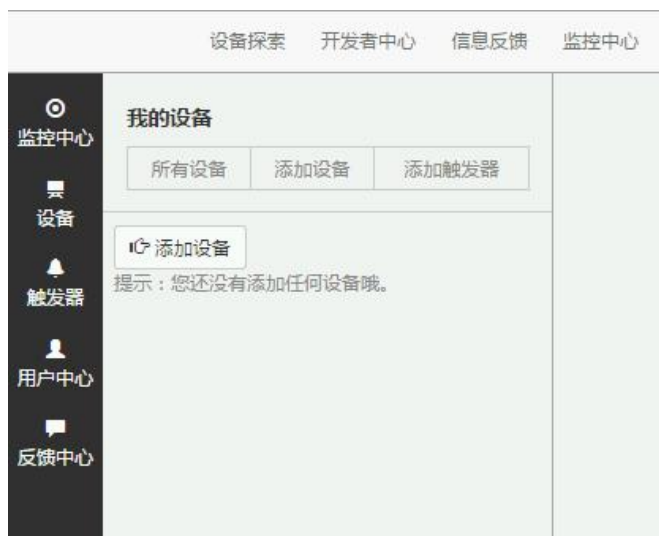 设备探索 开发者中心 信息反馈 监控中心
监控中心
设备
触发器
用户中心
反馈中心
我的设备
所有设备 添加设备 添加触发器
添加设备
提示：您还没有添加任何设备哦。